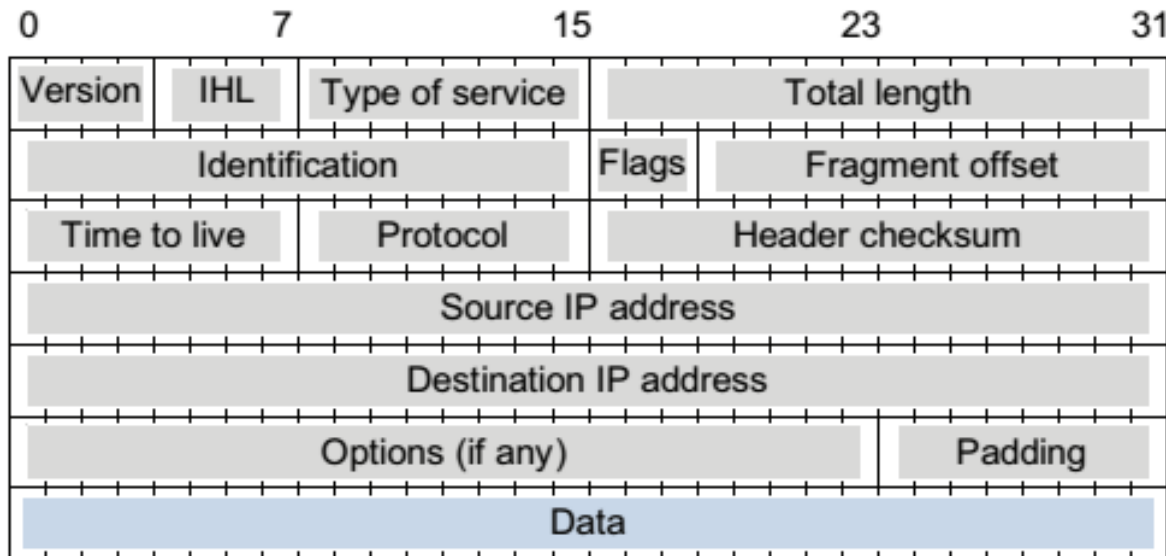 0 7 15 23 31
Version IHL Type of service Total length
Identification Flags Fragment offset
Time to live Protocol Header checksum
Source IP address
Destination IP address
Options (if any) Padding
Data